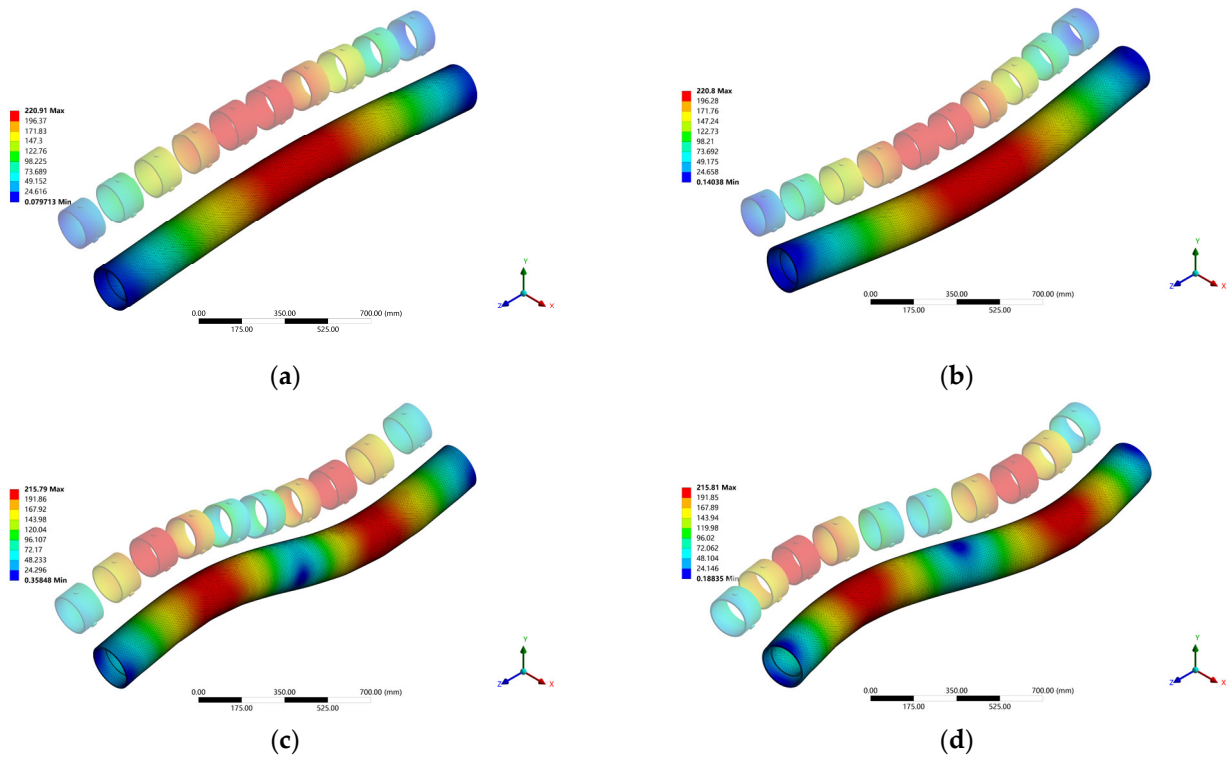 220.91 Max
196.37
171.83
147.3
122.76
98.225
73.689
49.152
24.616
0.079713 Min
Y
Z
X
0.00 350.00 700.00 (mm)
175.00 525.00
(a)
220.8 Max
196.28
171.76
147.24
122.73
98.21
73.692
49.175
24.658
0.14038 Min
Y
Z
X
0.00 350.00 700.00 (mm)
175.00 525.00
(b)
215.79 Max
191.86
167.92
143.98
120.04
96.107
72.17
48.233
24.296
0.35848 Min
Y
Z
X
0.00 350.00 700.00 (mm)
175.00 525.00
(c)
215.81 Max
191.85
167.89
143.94
119.98
96.02
72.062
48.104
24.146
0.18835 Min
Y
Z
X
0.00 350.00 700.00 (mm)
175.00 525.00
(d)